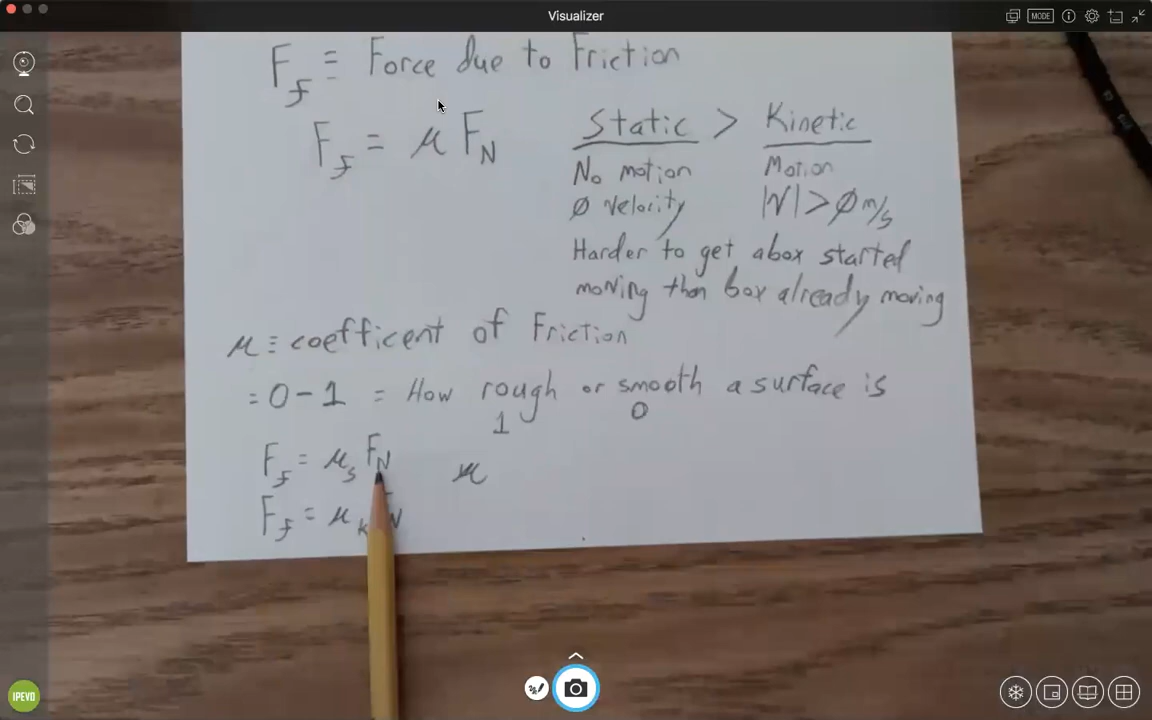 Visualizer
MODE
F_f ≡ Force due to Friction
F_f = μ F_N
Static > Kinetic
No motion Motion
Ø Velocity |V| > Ø m/s
Harder to get a box started
moving than box already moving
μ ≡ coefficent of Friction
= 0 - 1 = How rough or smooth a surface is
1 0
F_f = μ_s F_N μ
F_f = μ_k
IPEVO